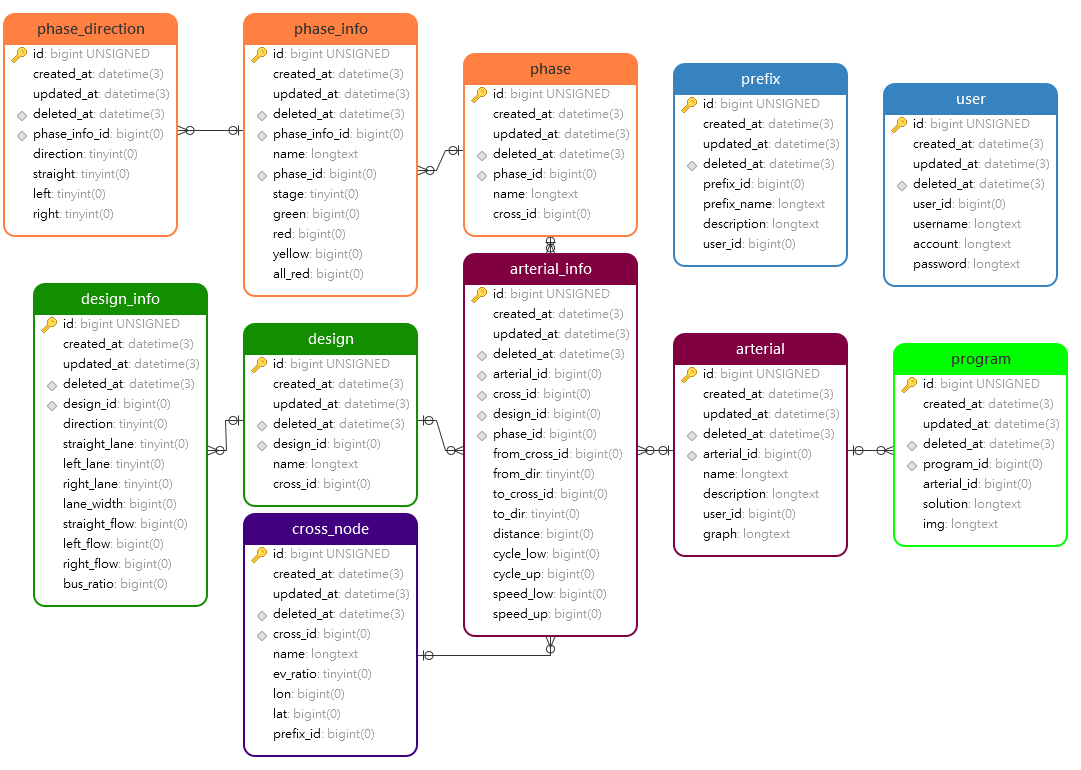 phase_direction
id: bigint UNSIGNED
created_at: datetime(3)
updated_at: datetime(3)
deleted_at: datetime(3)
phase_info_id: bigint(0)
direction: tinyint(0)
straight: tinyint(0)
left: tinyint(0)
right: tinyint(0)
phase_info
id: bigint UNSIGNED
created_at: datetime(3)
updated_at: datetime(3)
deleted_at: datetime(3)
phase_info_id: bigint(0)
name: longtext
phase_id: bigint(0)
stage: tinyint(0)
green: bigint(0)
red: bigint(0)
yellow: bigint(0)
all_red: bigint(0)
phase
id: bigint UNSIGNED
created_at: datetime(3)
updated_at: datetime(3)
deleted_at: datetime(3)
phase_id: bigint(0)
name: longtext
cross_id: bigint(0)
prefix
id: bigint UNSIGNED
created_at: datetime(3)
updated_at: datetime(3)
deleted_at: datetime(3)
prefix_id: bigint(0)
prefix_name: longtext
description: longtext
user_id: bigint(0)
user
id: bigint UNSIGNED
created_at: datetime(3)
updated_at: datetime(3)
deleted_at: datetime(3)
user_id: bigint(0)
username: longtext
account: longtext
password: longtext
design_info
id: bigint UNSIGNED
created_at: datetime(3)
updated_at: datetime(3)
deleted_at: datetime(3)
design_id: bigint(0)
direction: tinyint(0)
straight_lane: tinyint(0)
left_lane: tinyint(0)
right_lane: tinyint(0)
lane_width: bigint(0)
straight_flow: bigint(0)
left_flow: bigint(0)
right_flow: bigint(0)
bus_ratio: bigint(0)
design
id: bigint UNSIGNED
created_at: datetime(3)
updated_at: datetime(3)
deleted_at: datetime(3)
design_id: bigint(0)
name: longtext
cross_id: bigint(0)
cross_node
id: bigint UNSIGNED
created_at: datetime(3)
updated_at: datetime(3)
deleted_at: datetime(3)
cross_id: bigint(0)
name: longtext
ev_ratio: tinyint(0)
lon: bigint(0)
lat: bigint(0)
prefix_id: bigint(0)
arterial_info
id: bigint UNSIGNED
created_at: datetime(3)
updated_at: datetime(3)
deleted_at: datetime(3)
arterial_id: bigint(0)
cross_id: bigint(0)
design_id: bigint(0)
phase_id: bigint(0)
from_cross_id: bigint(0)
from_dir: tinyint(0)
to_cross_id: bigint(0)
to_dir: tinyint(0)
distance: bigint(0)
cycle_low: bigint(0)
cycle_up: bigint(0)
speed_low: bigint(0)
speed_up: bigint(0)
arterial
id: bigint UNSIGNED
created_at: datetime(3)
updated_at: datetime(3)
deleted_at: datetime(3)
arterial_id: bigint(0)
name: longtext
description: longtext
user_id: bigint(0)
graph: longtext
program
id: bigint UNSIGNED
created_at: datetime(3)
updated_at: datetime(3)
deleted_at: datetime(3)
program_id: bigint(0)
arterial_id: bigint(0)
solution: longtext
img: longtext